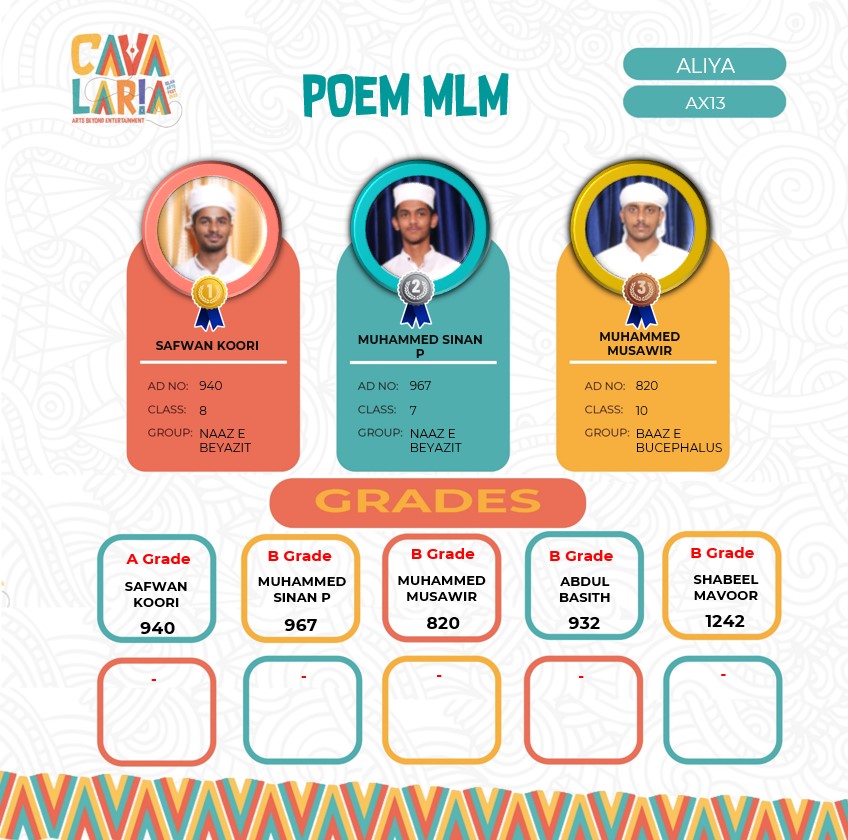 CAVA
LARIA
ARTS BEYOND ENTERTAINMENT
POEM MLM
ALIYA
AX13
1
SAFWAN KOORI
AD NO: 940
CLASS: 8
GROUP: NAAZ E
BEYAZIT
2
MUHAMMED SINAN
P
AD NO: 967
CLASS: 7
GROUP: NAAZ E
BEYAZIT
3
MUHAMMED
MUSAWIR
AD NO: 820
CLASS: 10
GROUP: BAAZ E
BUCEPHALUS
GRADES
A Grade
SAFWAN
KOORI
940
B Grade
MUHAMMED
SINAN P
967
B Grade
MUHAMMED
MUSAWIR
820
B Grade
ABDUL
BASITH
932
B Grade
SHABEEL
MAVOOR
1242
-
-
-
-
-